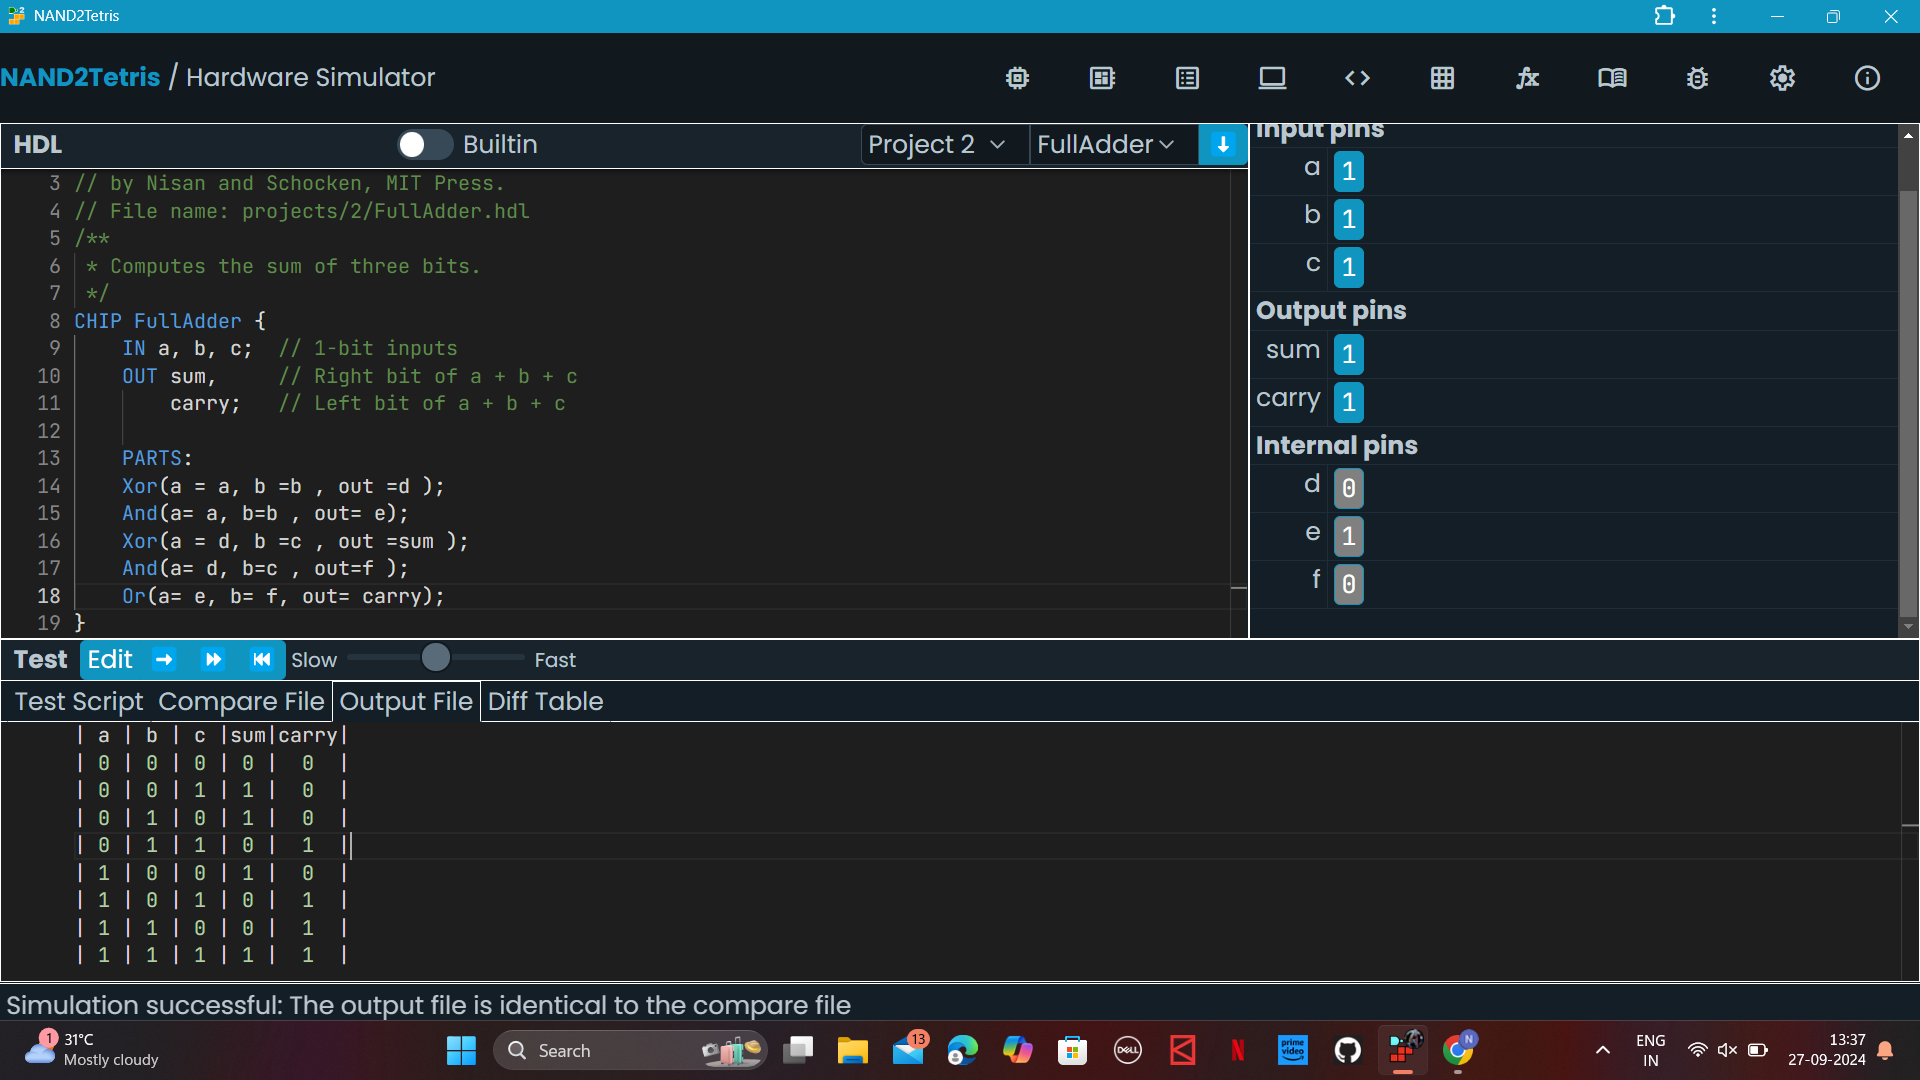 NAND2Tetris
NAND2Tetris / Hardware Simulator
HDL Builtin Project 2 FullAdder
3 // by Nisan and Schocken, MIT Press.
4 // File name: projects/2/FullAdder.hdl
5 /**
6 * Computes the sum of three bits.
7 */
8 CHIP FullAdder {
9 IN a, b, c; // 1-bit inputs
10 OUT sum, // Right bit of a + b + c
11 carry; // Left bit of a + b + c
12
13 PARTS:
14 Xor(a = a, b =b , out =d );
15 And(a= a, b=b , out= e);
16 Xor(a = d, b =c , out =sum );
17 And(a= d, b=c , out=f );
18 Or(a= e, b= f, out= carry);
19 }
Input pins
a 1
b 1
c 1
Output pins
sum 1
carry 1
Internal pins
d 0
e 1
f 0
Test Edit Slow Fast
Test Script Compare File Output File Diff Table
| a | b | c |sum|carry|
| 0 | 0 | 0 | 0 | 0 |
| 0 | 0 | 1 | 1 | 0 |
| 0 | 1 | 0 | 1 | 0 |
| 0 | 1 | 1 | 0 | 1 |
| 1 | 0 | 0 | 1 | 0 |
| 1 | 0 | 1 | 0 | 1 |
| 1 | 1 | 0 | 0 | 1 |
| 1 | 1 | 1 | 1 | 1 |
Simulation successful: The output file is identical to the compare file
1
31°C
Mostly cloudy
Search
13
DELL
prime video
N
ENG
IN
13:37
27-09-2024